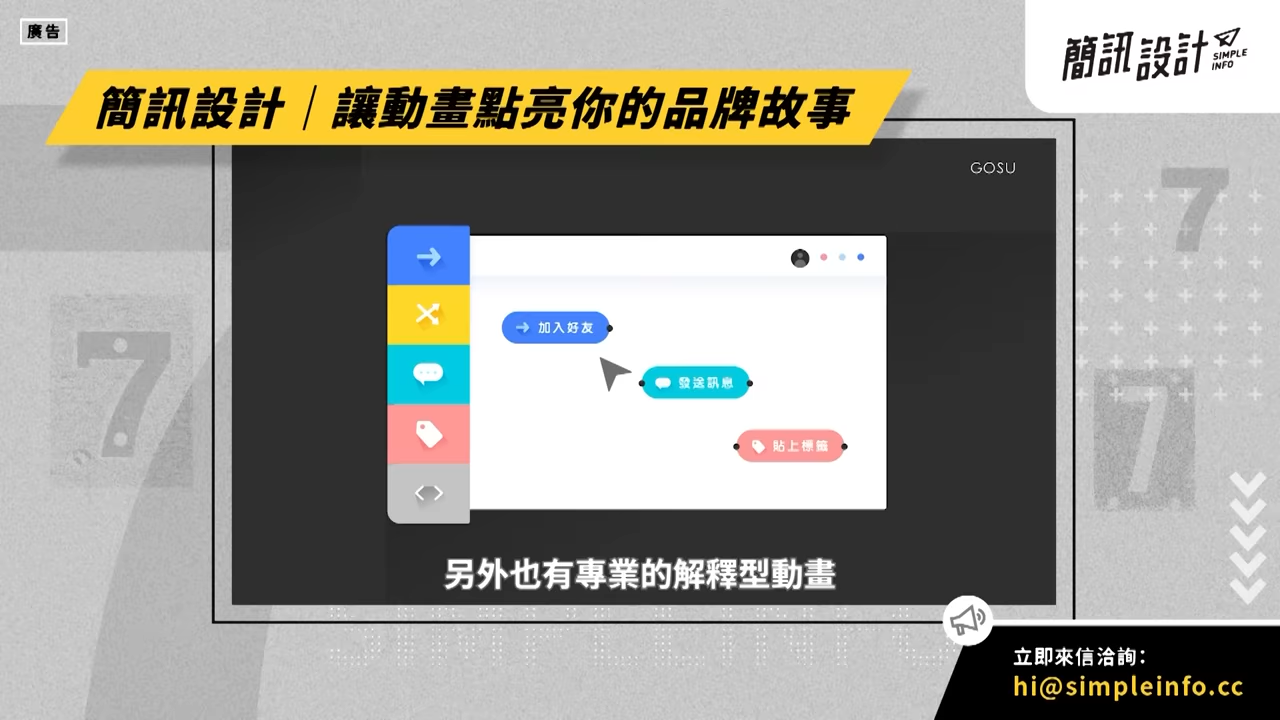 廣告
簡訊設計
SIMPLE
INFO
簡訊設計｜讓動畫點亮你的品牌故事
GOSU
加入好友
發送訊息
貼上標籤
另外也有專業的解釋型動畫
立即來信洽詢：
hi@simpleinfo.cc
7
7
7